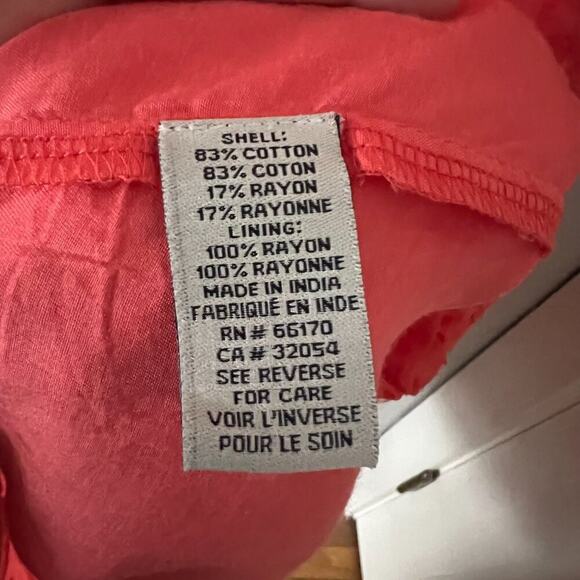 SHELL:
83% COTTON
83% COTON
17% RAYON
17% RAYONNE
LINING:
100% RAYON
100% RAYONNE
MADE IN INDIA
FABRIQUÉ EN INDE
RN # 66170
CA # 32054
SEE REVERSE
FOR CARE
VOIR L'INVERSE
POUR LE SOIN